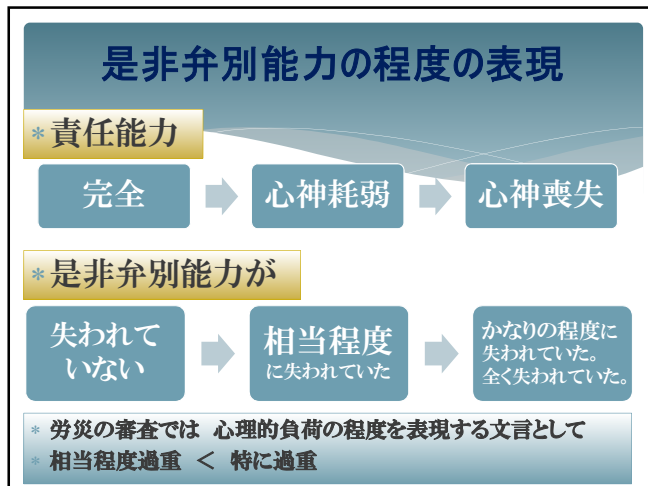 是非弁別能力の程度の表現
* 責任能力
完全
心神耗弱
心神喪失
* 是非弁別能力が
失われて
いない
相当程度
に失われていた
かなりの程度に
失われていた。
全く失われていた。
* 労災の審査では 心理的負荷の程度を表現する文言として
* 相当程度過重 < 特に過重